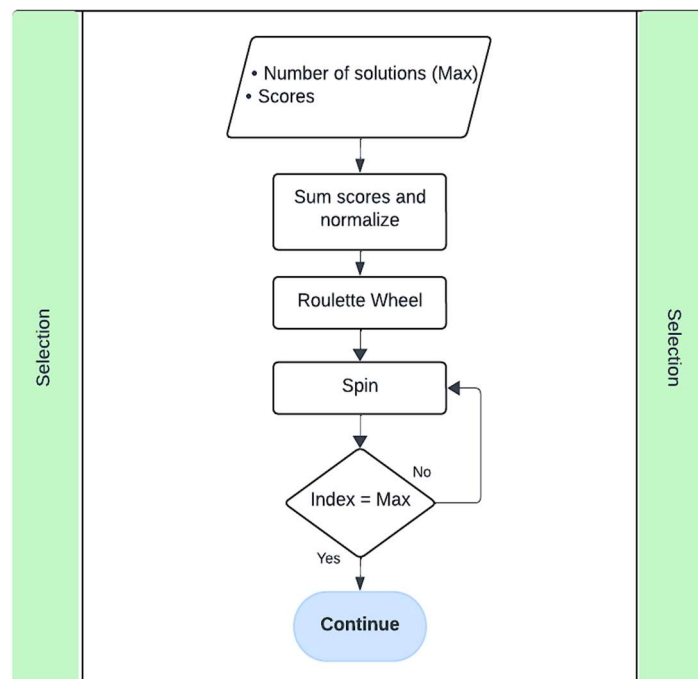 • Number of solutions (Max)
• Scores
Sum scores and
normalize
Roulette Wheel
Selection
Selection
Spin
No
Index = Max
Yes
Continue